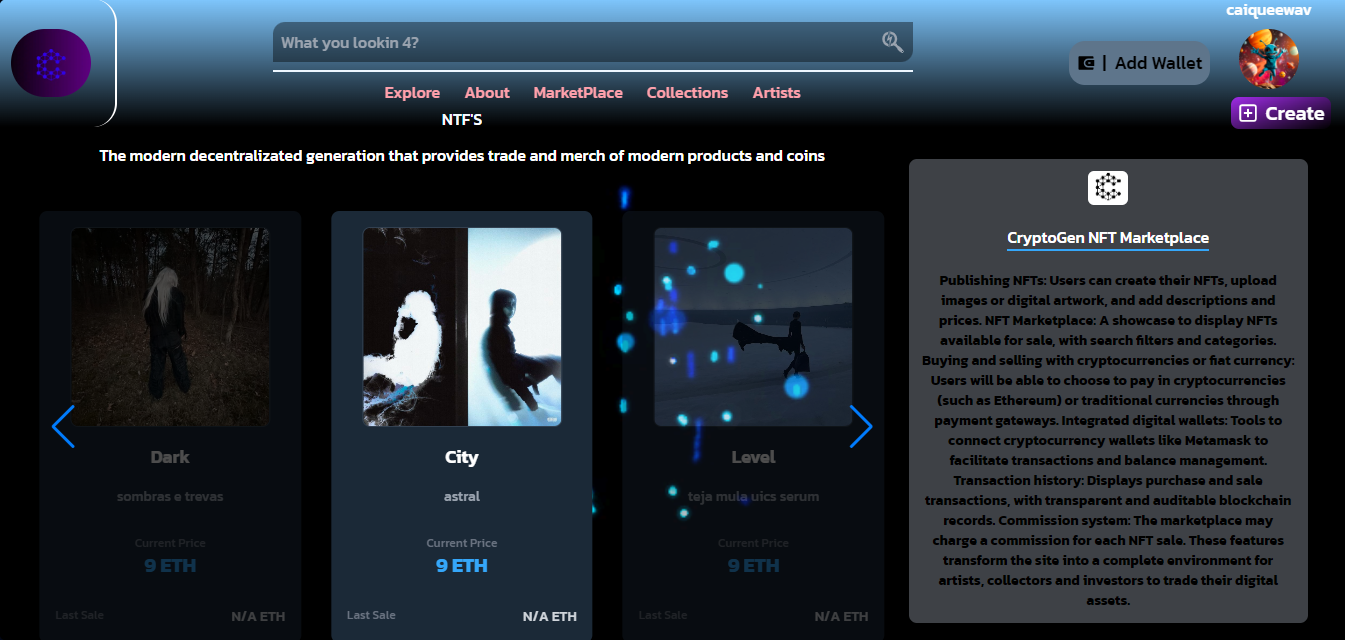 caiqueewav
What you lookin 4?
| Add Wallet
Explore About MarketPlace Collections Artists
Create
NTF'S
The modern decentralizated generation that provides trade and merch of modern products and coins
Dark
sombras e trevas
Current Price
9 ETH
Last Sale N/A ETH
City
astral
Current Price
9 ETH
Last Sale N/A ETH
Level
teja mula uics serum
Current Price
9 ETH
Last Sale N/A ETH
CryptoGen NFT Marketplace
Publishing NFTs: Users can create their NFTs, upload
images or digital artwork, and add descriptions and
prices. NFT Marketplace: A showcase to display NFTs
available for sale, with search filters and categories.
Buying and selling with cryptocurrencies or fiat currency:
Users will be able to choose to pay in cryptocurrencies
(such as Ethereum) or traditional currencies through
payment gateways. Integrated digital wallets: Tools to
connect cryptocurrency wallets like Metamask to
facilitate transactions and balance management.
Transaction history: Displays purchase and sale
transactions, with transparent and auditable blockchain
records. Commission system: The marketplace may
charge a commission for each NFT sale. These features
transform the site into a complete environment for
artists, collectors and investors to trade their digital
assets.